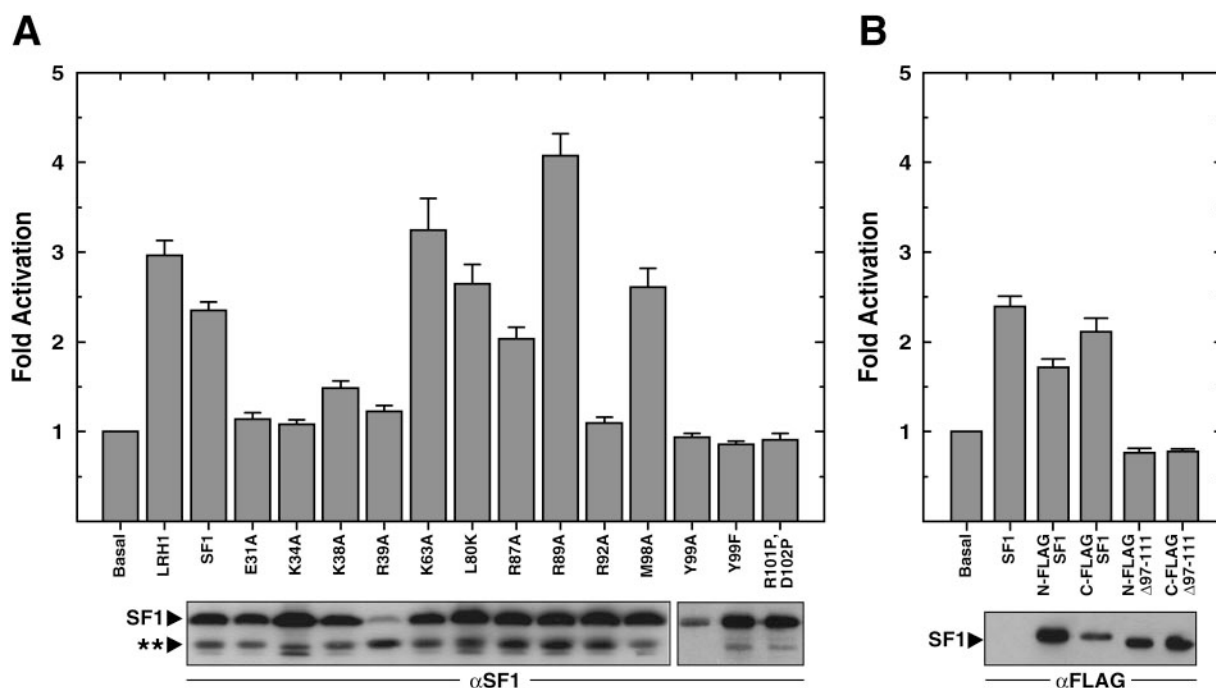 A
Fold Activation
5
4
3
2
1
Basal
LRH1
SF1
E31A
K34A
K38A
R39A
K63A
L80K
R87A
R89A
R92A
M98A
Y99A
Y99F
R101P,
D102P
SF1
**
αSF1
B
Fold Activation
5
4
3
2
1
Basal
SF1
N-FLAG
SF1
C-FLAG
SF1
N-FLAG
Δ97-111
C-FLAG
Δ97-111
SF1
αFLAG